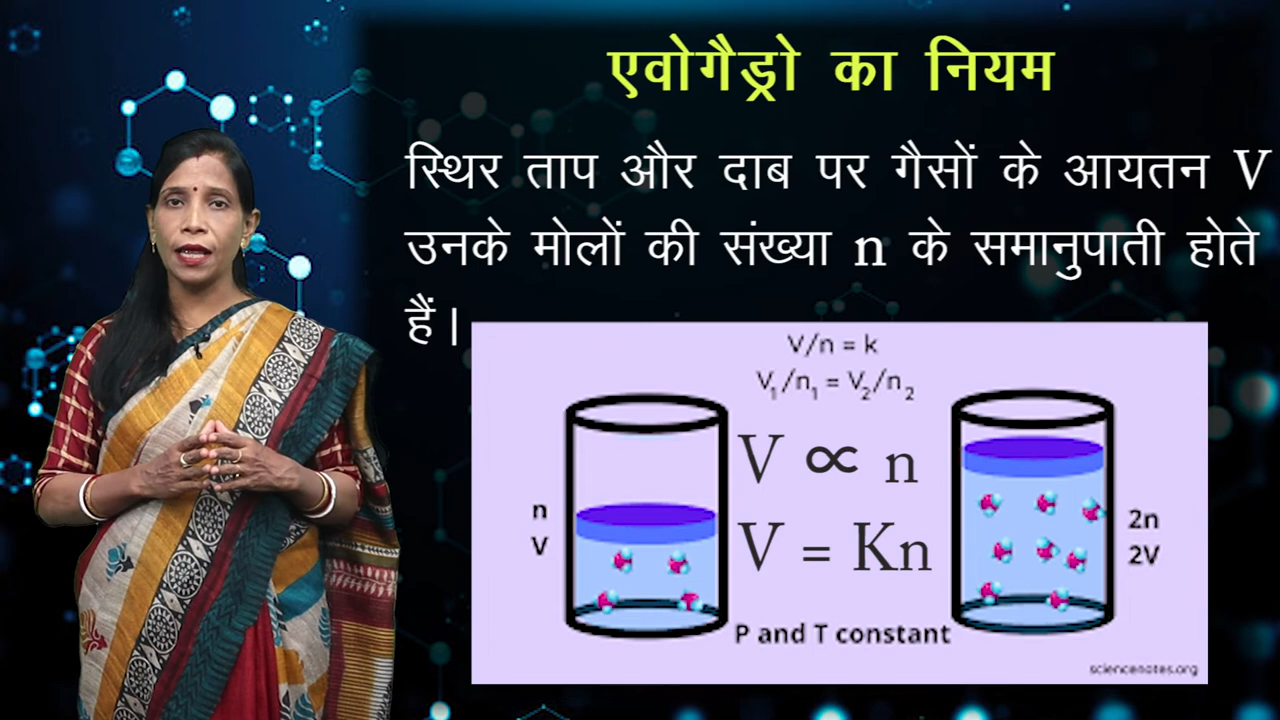 एवोगैड्रो का नियम
स्थिर ताप और दाब पर गैसों के आयतन V
उनके मोलों की संख्या n के समानुपाती होते
हैं|
V/n = k
V₁/n₁ = V₂/n₂
V ∝ n
V = Kn
n
V
2n
2V
P and T constant
sciencenotes.org